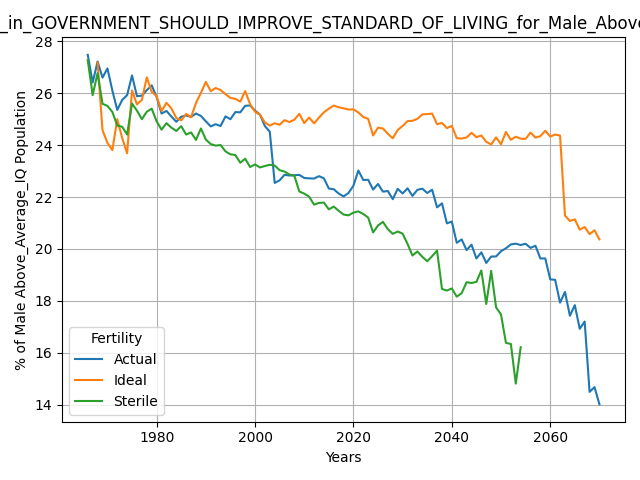 _in_GOVERNMENT_SHOULD_IMPROVE_STANDARD_OF_LIVING_for_Male_Above
% of Male Above_Average_IQ Population
28
26
24
22
20
18
16
14
Fertility
Actual
Ideal
Sterile
1980
2000
2020
2040
2060
Years